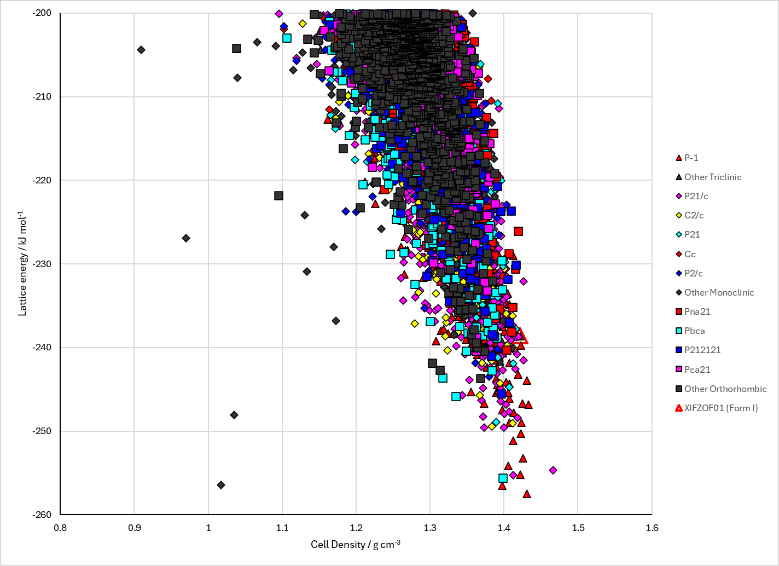 -200
-210
-220
-230
-240
-250
-260
Lattice energy / kJ mol-1
0.8 0.9 1 1.1 1.2 1.3 1.4 1.5 1.6
Cell Density / g cm-3
P-1
Other Triclinic
P21/c
C2/c
P21
Cc
P2/c
Other Monoclinic
Pna21
Pbca
P212121
Pca21
Other Orthorhombic
XIFZOF01 (Form I)